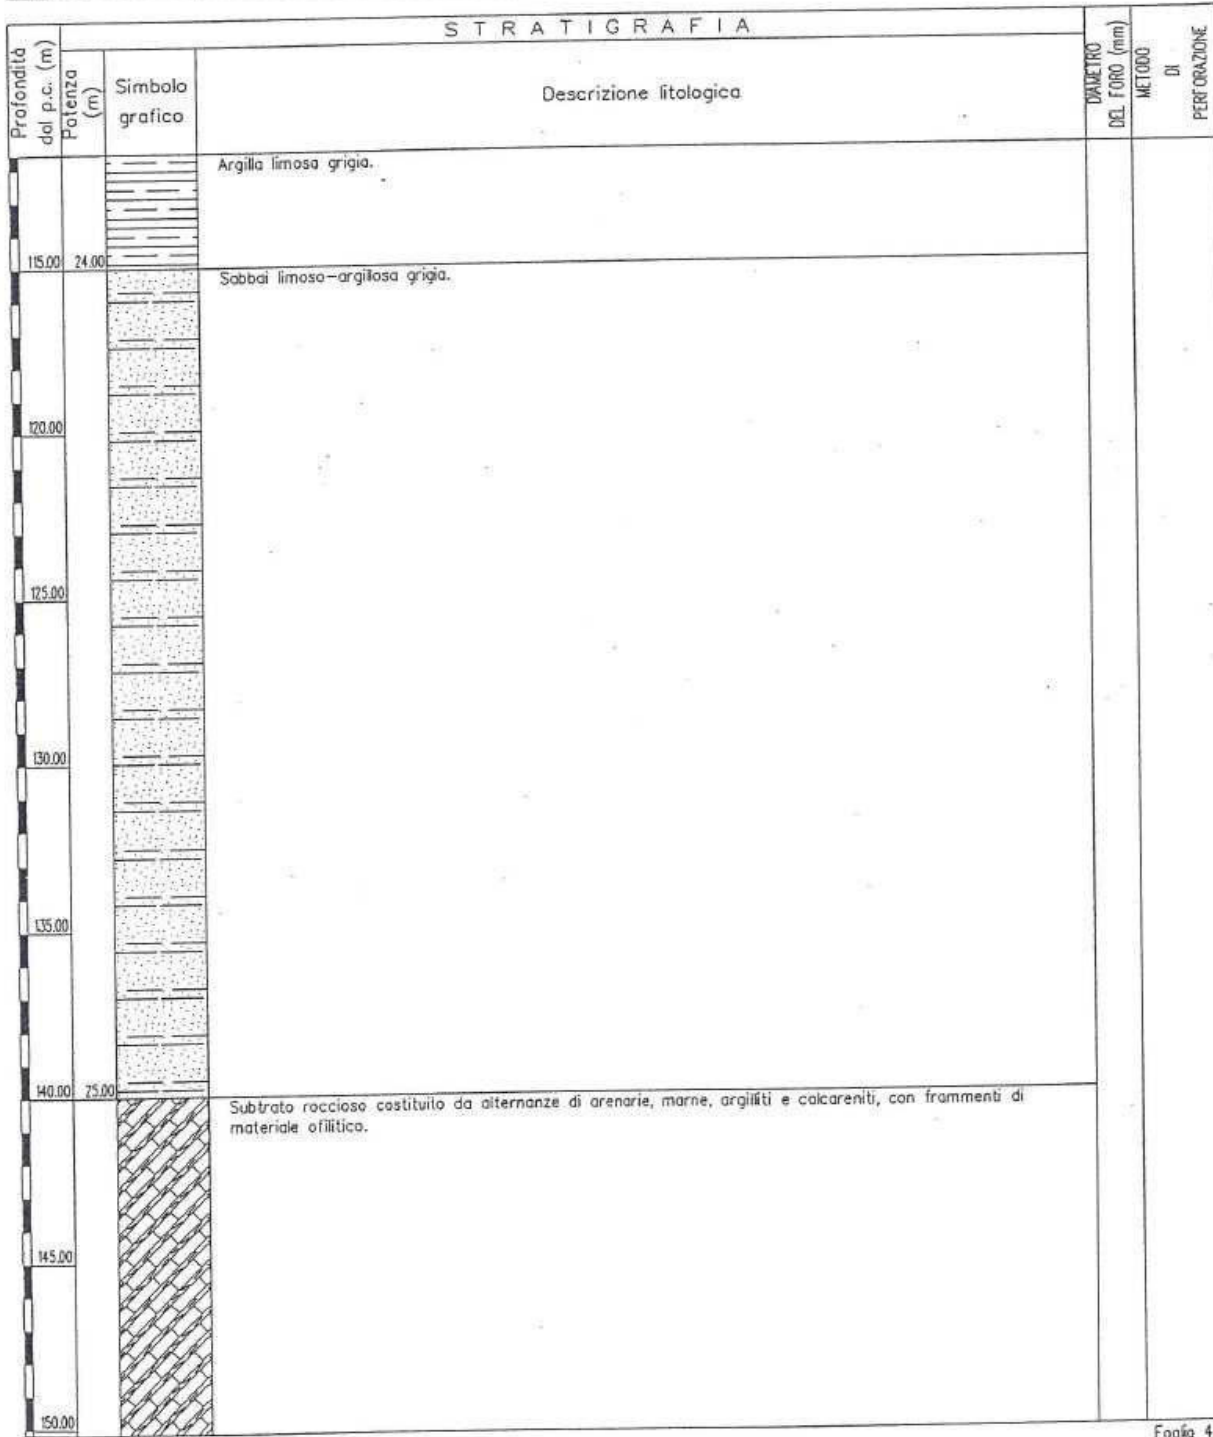 S T R A T I G R A F I A
Profondità
dal p.c. (m)
Potenza
(m)
Simbolo
grafico
Descrizione litologica
DIAMETRO
DEL FORO (mm)
METODO
DI
PERFORAZIONE
Argilla limosa grigia.
115.00 24.00
Sabbai limoso-argillosa grigia.
120.00
125.00
130.00
135.00
140.00 25.00
Subtrato roccioso costituito da alternanze di arenarie, marne, argilliti e calcareniti, con frammenti di
materiale ofilitico.
145.00
150.00
Foglio 4